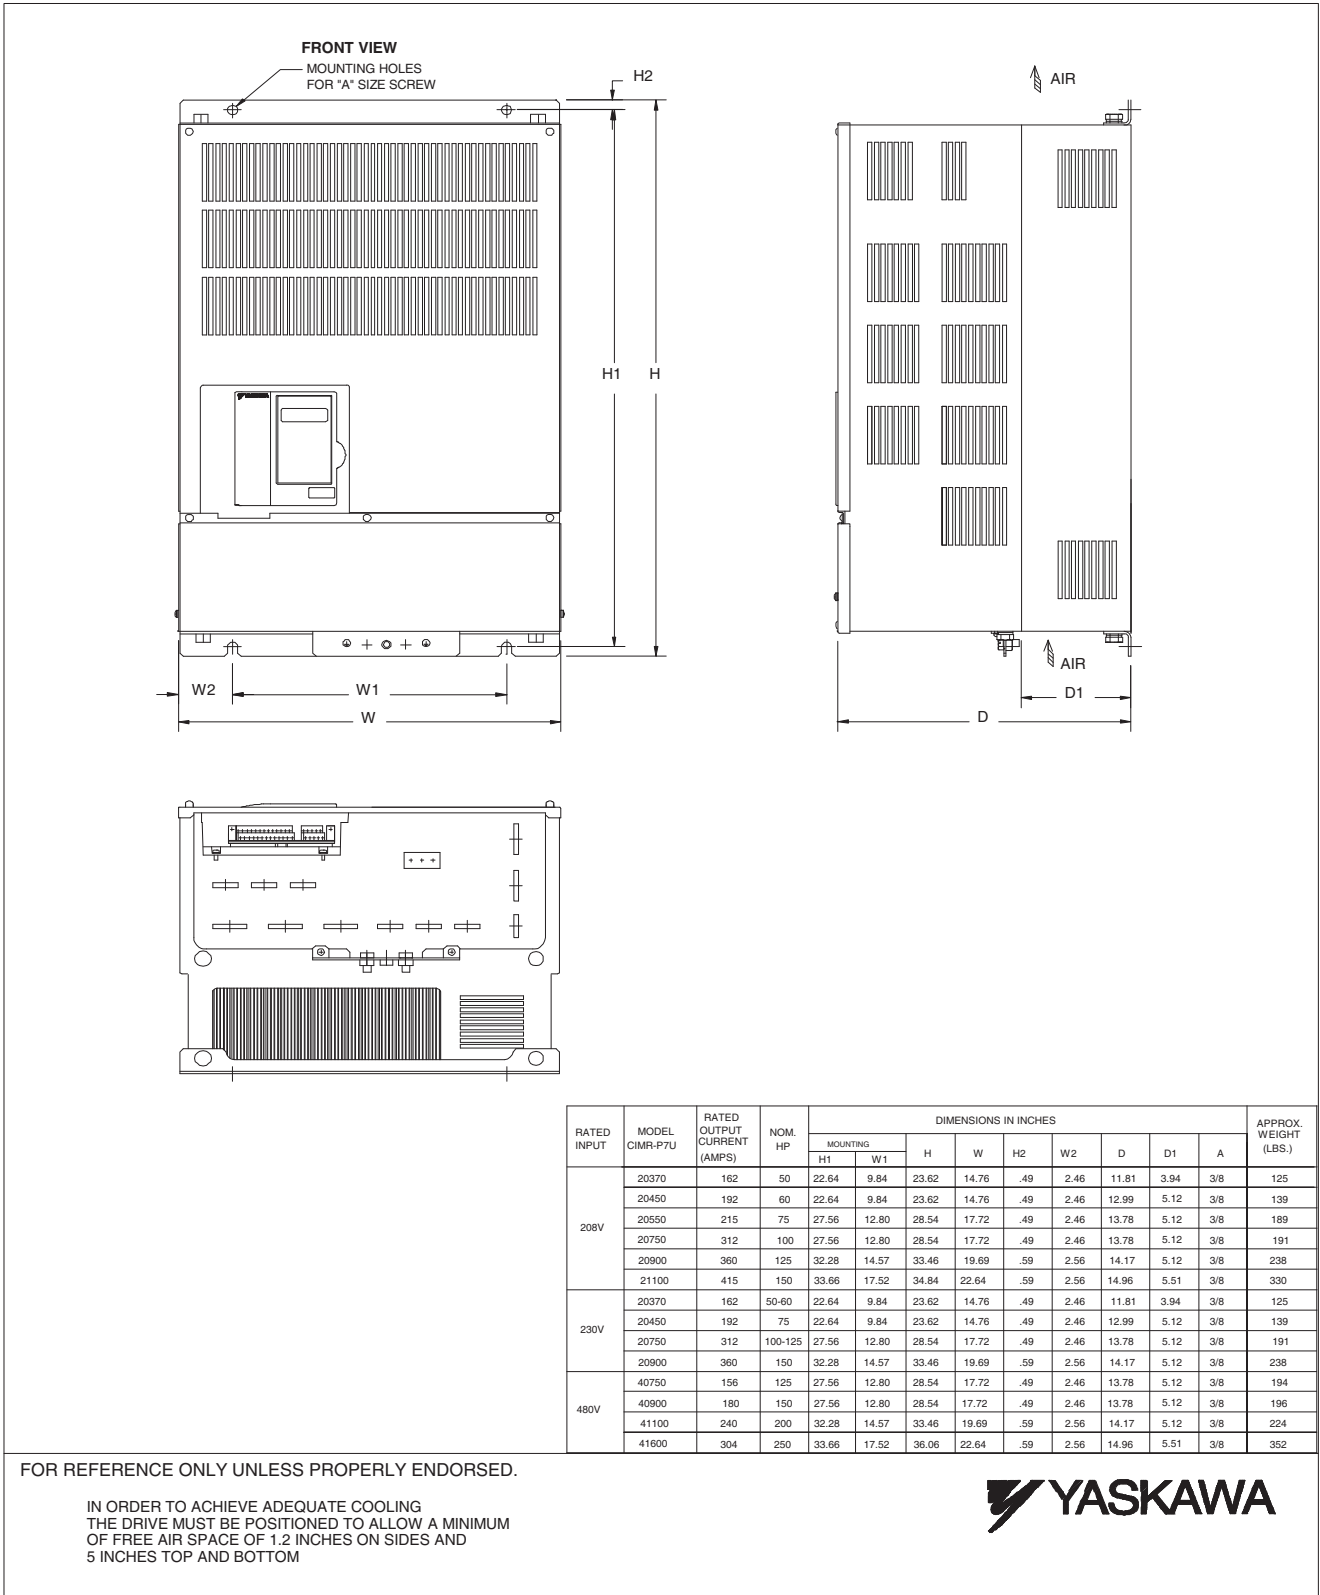 FRONT VIEW
MOUNTING HOLES
FOR "A" SIZE SCREW
H2
H1
H
W2
W1
W
YASKAWA
AIR
AIR
D1
D
RATED INPUT MODEL CIMR-P7U RATED OUTPUT CURRENT (AMPS) NOM. HP DIMENSIONS IN INCHES APPROX. WEIGHT (LBS.)
MOUNTING H1 W1 H W H2 W2 D D1 A
208V
20370 162 50 22.64 9.84 23.62 14.76 .49 2.46 11.81 3.94 3/8 125
20450 192 60 22.64 9.84 23.62 14.76 .49 2.46 12.99 5.12 3/8 139
20550 215 75 27.56 12.80 28.54 17.72 .49 2.46 13.78 5.12 3/8 189
20750 312 100 27.56 12.80 28.54 17.72 .49 2.46 13.78 5.12 3/8 191
20900 360 125 32.28 14.57 33.46 19.69 .59 2.56 14.17 5.12 3/8 238
21100 415 150 33.66 17.52 34.84 22.64 .59 2.56 14.96 5.51 3/8 330
230V
20370 162 50-60 22.64 9.84 23.62 14.76 .49 2.46 11.81 3.94 3/8 125
20450 192 75 22.64 9.84 23.62 14.76 .49 2.46 12.99 5.12 3/8 139
20750 312 100-125 27.56 12.80 28.54 17.72 .49 2.46 13.78 5.12 3/8 191
20900 360 150 32.28 14.57 33.46 19.69 .59 2.56 14.17 5.12 3/8 238
480V
40750 156 125 27.56 12.80 28.54 17.72 .49 2.46 13.78 5.12 3/8 194
40900 180 150 27.56 12.80 28.54 17.72 .49 2.46 13.78 5.12 3/8 196
41100 240 200 32.28 14.57 33.46 19.69 .59 2.56 14.17 5.12 3/8 224
41600 304 250 33.66 17.52 36.06 22.64 .59 2.56 14.96 5.51 3/8 352
FOR REFERENCE ONLY UNLESS PROPERLY ENDORSED.
IN ORDER TO ACHIEVE ADEQUATE COOLING
THE DRIVE MUST BE POSITIONED TO ALLOW A MINIMUM
OF FREE AIR SPACE OF 1.2 INCHES ON SIDES AND
5 INCHES TOP AND BOTTOM
YASKAWA